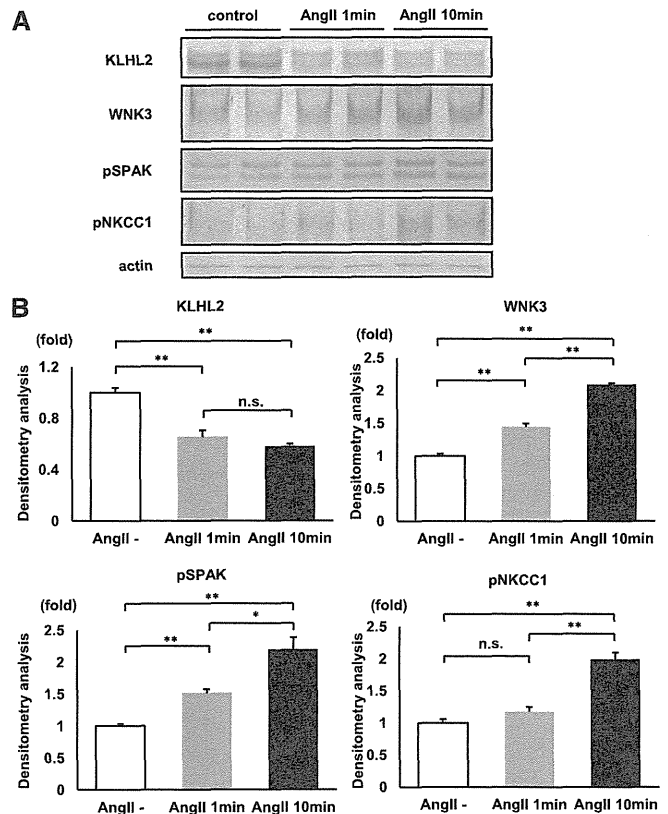 A
control AngII 1min AngII 10min
KLHL2
WNK3
pSPAK
pNKCC1
actin
B
KLHL2
(fold)
Densitometry analysis
1.2
0.8
0.4
0
**
**
n.s.
AngII - AngII 1min AngII 10min
WNK3
(fold)
Densitometry analysis
2.5
2
1.5
1
0.5
0
**
**
**
AngII - AngII 1min AngII 10min
pSPAK
(fold)
Densitometry analysis
2.5
2
1.5
1
0.5
0
**
*
**
AngII - AngII 1min AngII 10min
pNKCC1
(fold)
Densitometry analysis
2.5
2
1.5
1
0.5
0
**
**
n.s.
AngII - AngII 1min AngII 10min